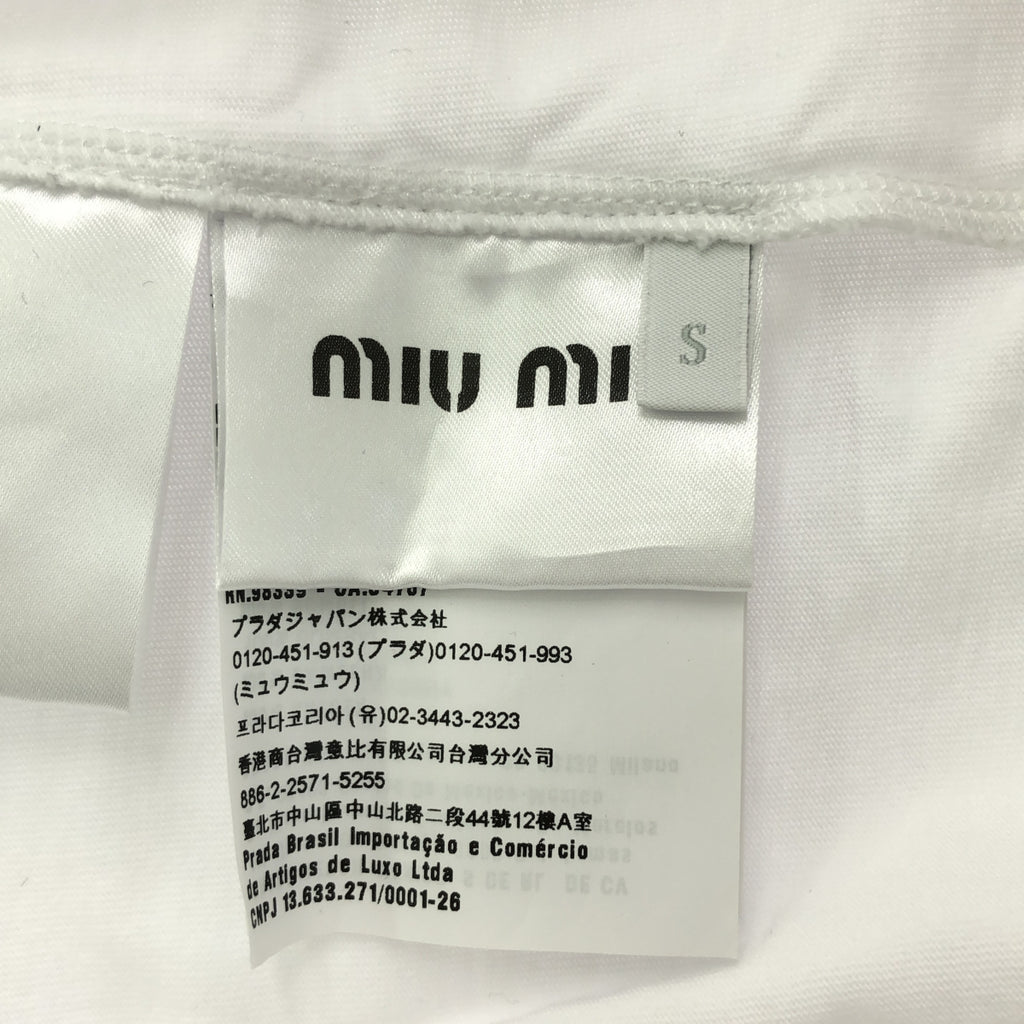 miu mi
S
RN.98339 - CA.
プラダジャパン株式会社
0120-451-913(プラダ)0120-451-993
(ミュウミュウ)
프라다코리아(유)02-3443-2323
香港商台灣意比有限公司台灣分公司
886-2-2571-5255
臺北市中山區中山北路二段44號12樓A室
Prada Brasil Importação e Comércio
de Artigos de Luxo Ltda
CNPJ 13.633.271/0001-26